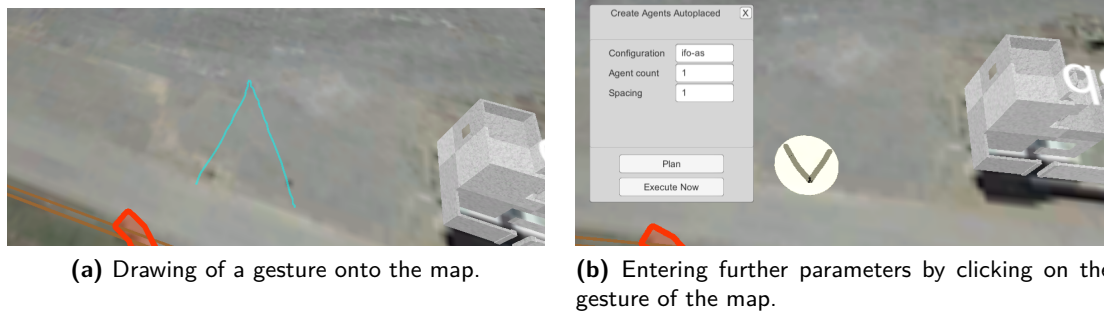 Create Agents Autoplaced X
Configuration ifo-as
Agent count 1
Spacing 1
Plan
Execute Now
(a) Drawing of a gesture onto the map.
(b) Entering further parameters by clicking on the
gesture of the map.